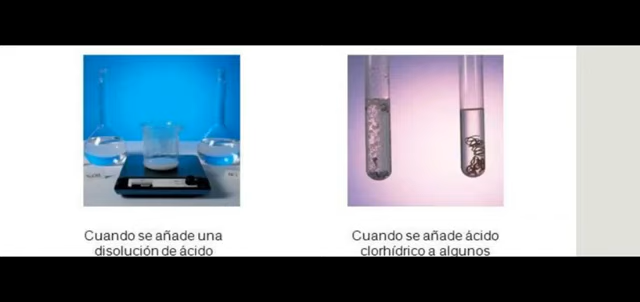 Cuando se añade una
disolución de ácido
Cuando se añade ácido
clorhídrico a algunos